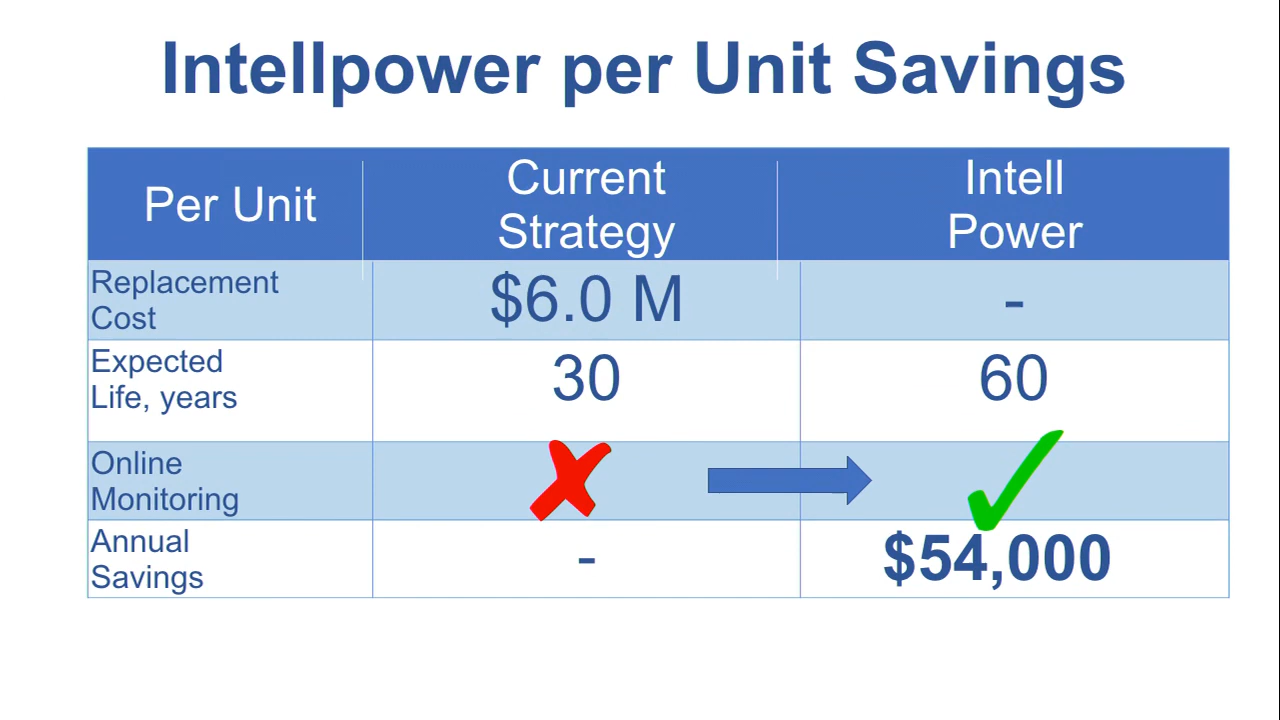 Intellpower per Unit Savings
Per Unit
Current
Strategy
Intell
Power
Replacement
Cost
$6.0 M
-
Expected
Life, years
30
60
Online
Monitoring
Annual
Savings
-
$54,000